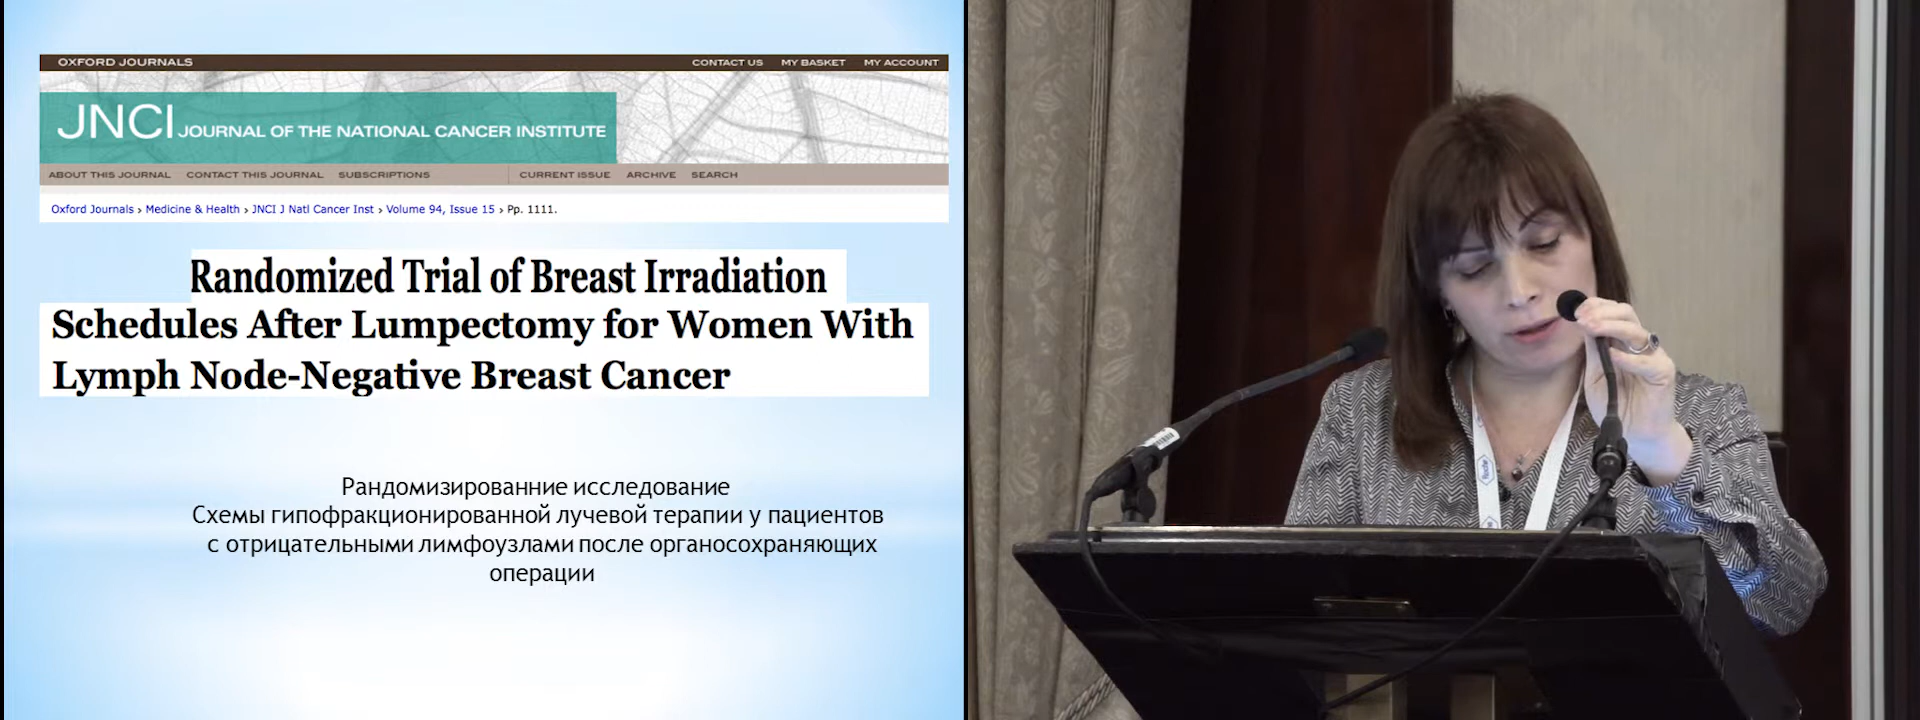 OXFORD JOURNALS
CONTACT US MY BASKET MY ACCOUNT
JNCI JOURNAL OF THE NATIONAL CANCER INSTITUTE
ABOUT THIS JOURNAL CONTACT THIS JOURNAL SUBSCRIPTIONS CURRENT ISSUE ARCHIVE SEARCH
Oxford Journals › Medicine & Health › JNCI J Natl Cancer Inst › Volume 94, Issue 15 › Pp. 1111.
Randomized Trial of Breast Irradiation
Schedules After Lumpectomy for Women With
Lymph Node-Negative Breast Cancer
Рандомизированние исследование
Схемы гипофракционированной лучевой терапии у пациентов
с отрицательными лимфоузлами после органосохраняющих
операции
Roche